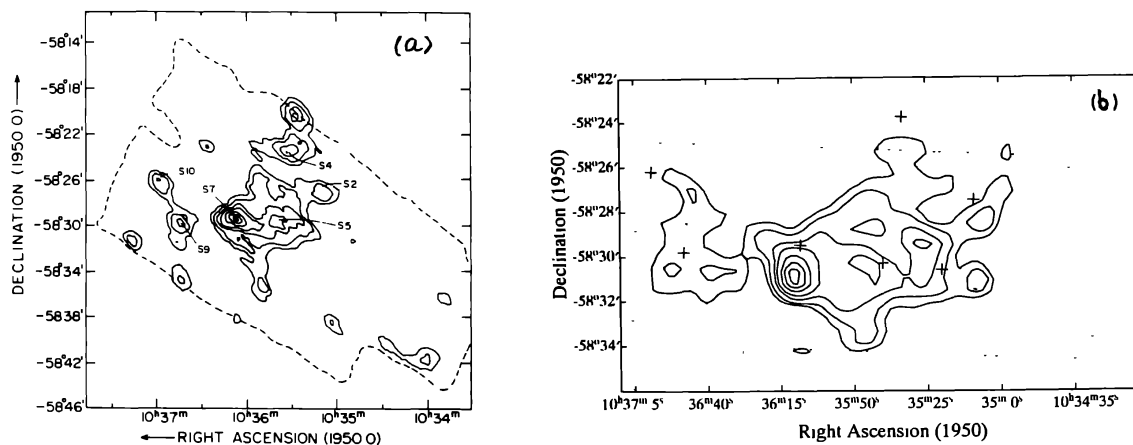 (a)
-58°14'
-58°18'
-58°22'
-58°26'
-58°30'
-58°34'
-58°38'
-58°42'
-58°46'
DECLINATION (1950 0)
S4
S2
S10
S7
S5
S9
10ʰ37ᵐ 10ʰ36ᵐ 10ʰ35ᵐ 10ʰ34ᵐ
RIGHT ASCENSION (1950 0)
(b)
-58°22'
-58°24'
-58°26'
-58°28'
-58°30'
-58°32'
-58°34'
Declination (1950)
10ʰ37ᵐ 5ˢ 36ᵐ40ˢ 36ᵐ15ˢ 35ᵐ50ˢ 35ᵐ25ˢ 35ᵐ 0ˢ 10ʰ34ᵐ35ˢ
Right Ascension (1950)